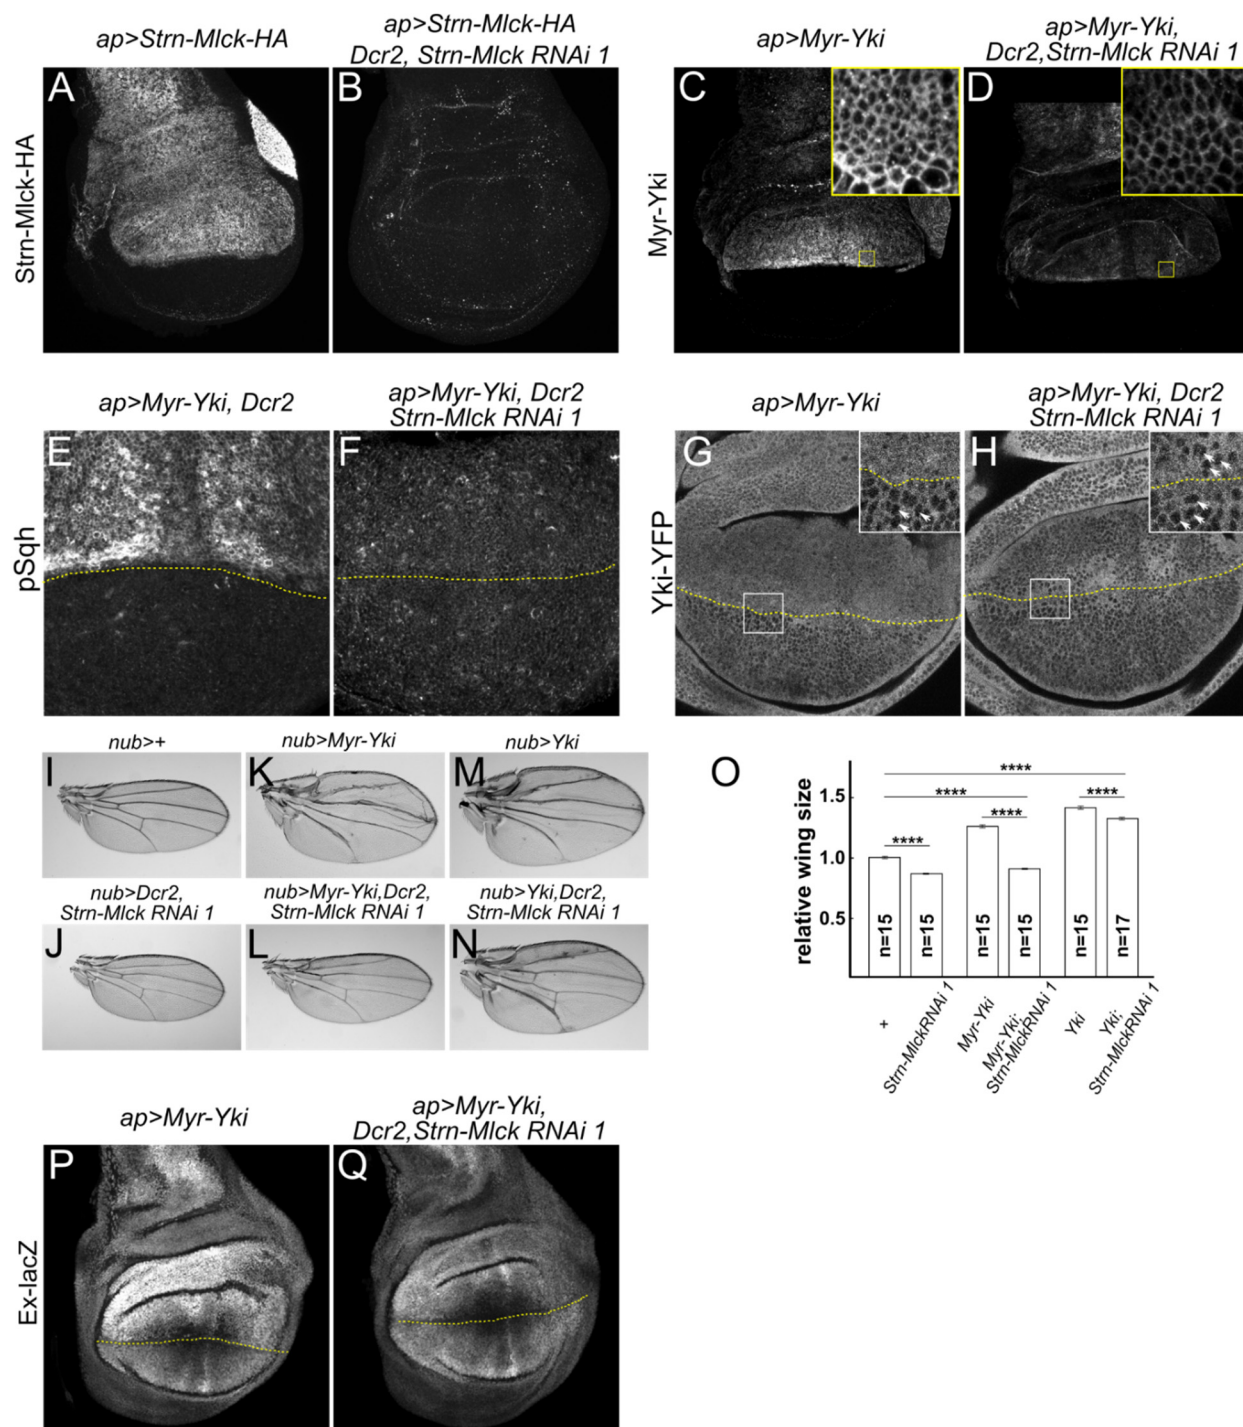 ap>Strn-Mlck-HA
ap>Strn-Mlck-HA
Dcr2, Strn-Mlck RNAi 1
ap>Myr-Yki
ap>Myr-Yki,
Dcr2,Strn-Mlck RNAi 1
Strn-Mlck-HA
A
B
Myr-Yki
C
D
ap>Myr-Yki, Dcr2
ap>Myr-Yki, Dcr2
Strn-Mlck RNAi 1
ap>Myr-Yki
ap>Myr-Yki, Dcr2
Strn-Mlck RNAi 1
pSqh
E
F
Yki-YFP
G
H
nub>+
nub>Myr-Yki
nub>Yki
I
K
M
nub>Dcr2,
Strn-Mlck RNAi 1
nub>Myr-Yki,Dcr2,
Strn-Mlck RNAi 1
nub>Yki,Dcr2,
Strn-Mlck RNAi 1
J
L
N
O
relative wing size
1.5
1.0
0.5
****
****
****
****
****
n=15
n=15
n=15
n=15
n=15
n=17
+
Strn-MlckRNAi 1
Myr-Yki
Myr-Yki;
Strn-MlckRNAi 1
Yki
Yki;
Strn-MlckRNAi 1
ap>Myr-Yki
ap>Myr-Yki,
Dcr2,Strn-Mlck RNAi 1
Ex-lacZ
P
Q